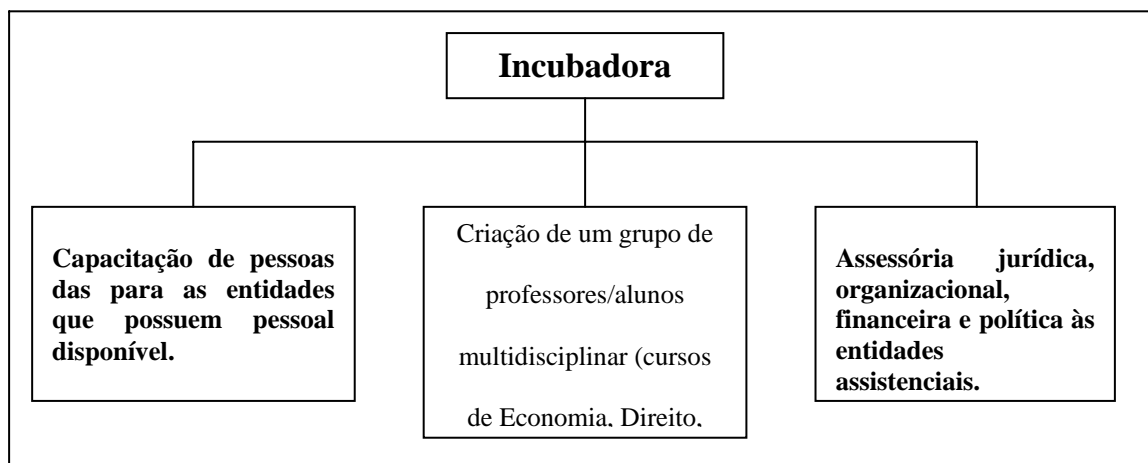 Incubadora
Capacitação de pessoas
das para as entidades
que possuem pessoal
disponível.
Criação de um grupo de
professores/alunos
multidisciplinar (cursos
de Economia, Direito,
Assessória jurídica,
organizacional,
financeira e política às
entidades
assistenciais.